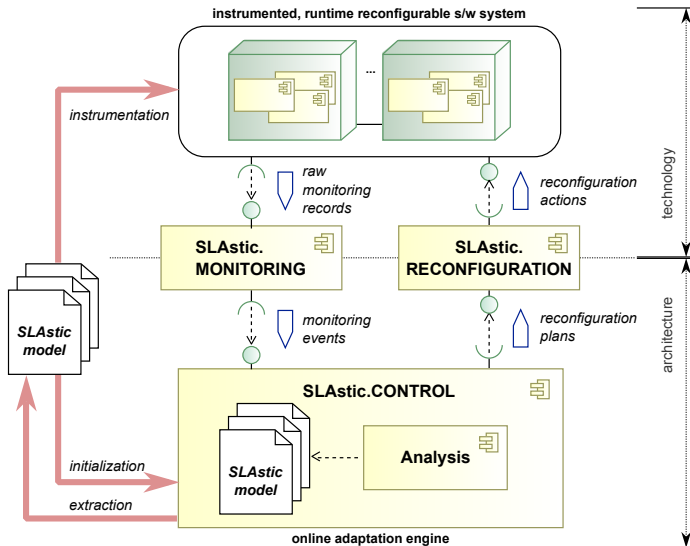 instrumented, runtime reconfigurable s/w system
...
instrumentation
raw
monitoring
records
reconfiguration
actions
technology
SLAstic.
MONITORING
SLAstic.
RECONFIGURATION
SLAstic
model
monitoring
events
reconfiguration
plans
architecture
SLAstic.CONTROL
SLAstic
model
Analysis
initialization
extraction
online adaptation engine